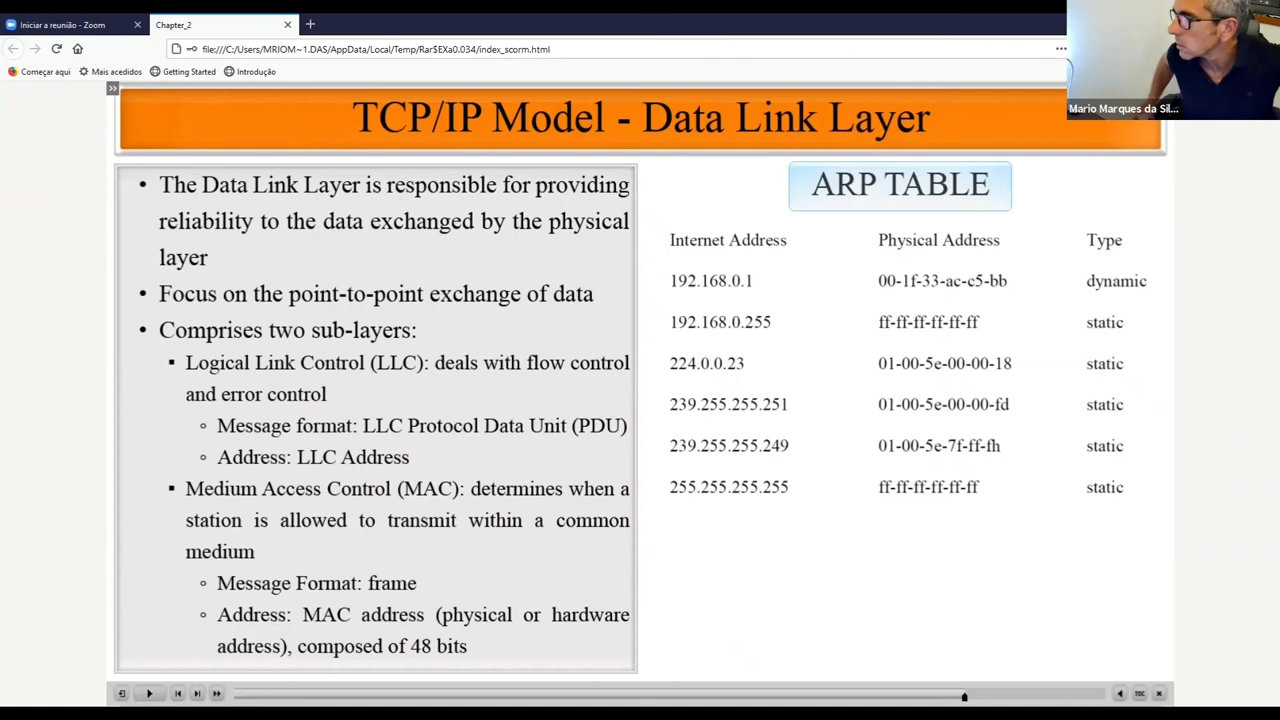 Iniciar a reunião - Zoom
Chapter_2
file:///C:/Users/MRIOM~1.DAS/AppData/Local/Temp/Rar$EXa0.034/index_scorm.html
Começar aqui
Mais acedidos
Getting Started
Introdução
Mario Marques da Sil...
TCP/IP Model - Data Link Layer
• The Data Link Layer is responsible for providing
reliability to the data exchanged by the physical
layer
• Focus on the point-to-point exchange of data
• Comprises two sub-layers:
▪ Logical Link Control (LLC): deals with flow control
and error control
◦ Message format: LLC Protocol Data Unit (PDU)
◦ Address: LLC Address
▪ Medium Access Control (MAC): determines when a
station is allowed to transmit within a common
medium
◦ Message Format: frame
◦ Address: MAC address (physical or hardware
address), composed of 48 bits
ARP TABLE
Internet Address Physical Address Type
192.168.0.1 00-1f-33-ac-c5-bb dynamic
192.168.0.255 ff-ff-ff-ff-ff-ff static
224.0.0.23 01-00-5e-00-00-18 static
239.255.255.251 01-00-5e-00-00-fd static
239.255.255.249 01-00-5e-7f-ff-fh static
255.255.255.255 ff-ff-ff-ff-ff-ff static
TOC